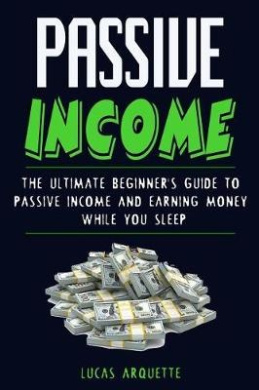 PASSIVE
INCOME
THE ULTIMATE BEGINNER'S GUIDE TO
PASSIVE INCOME AND EARNING MONEY
WHILE YOU SLEEP
LUCAS ARQUETTE